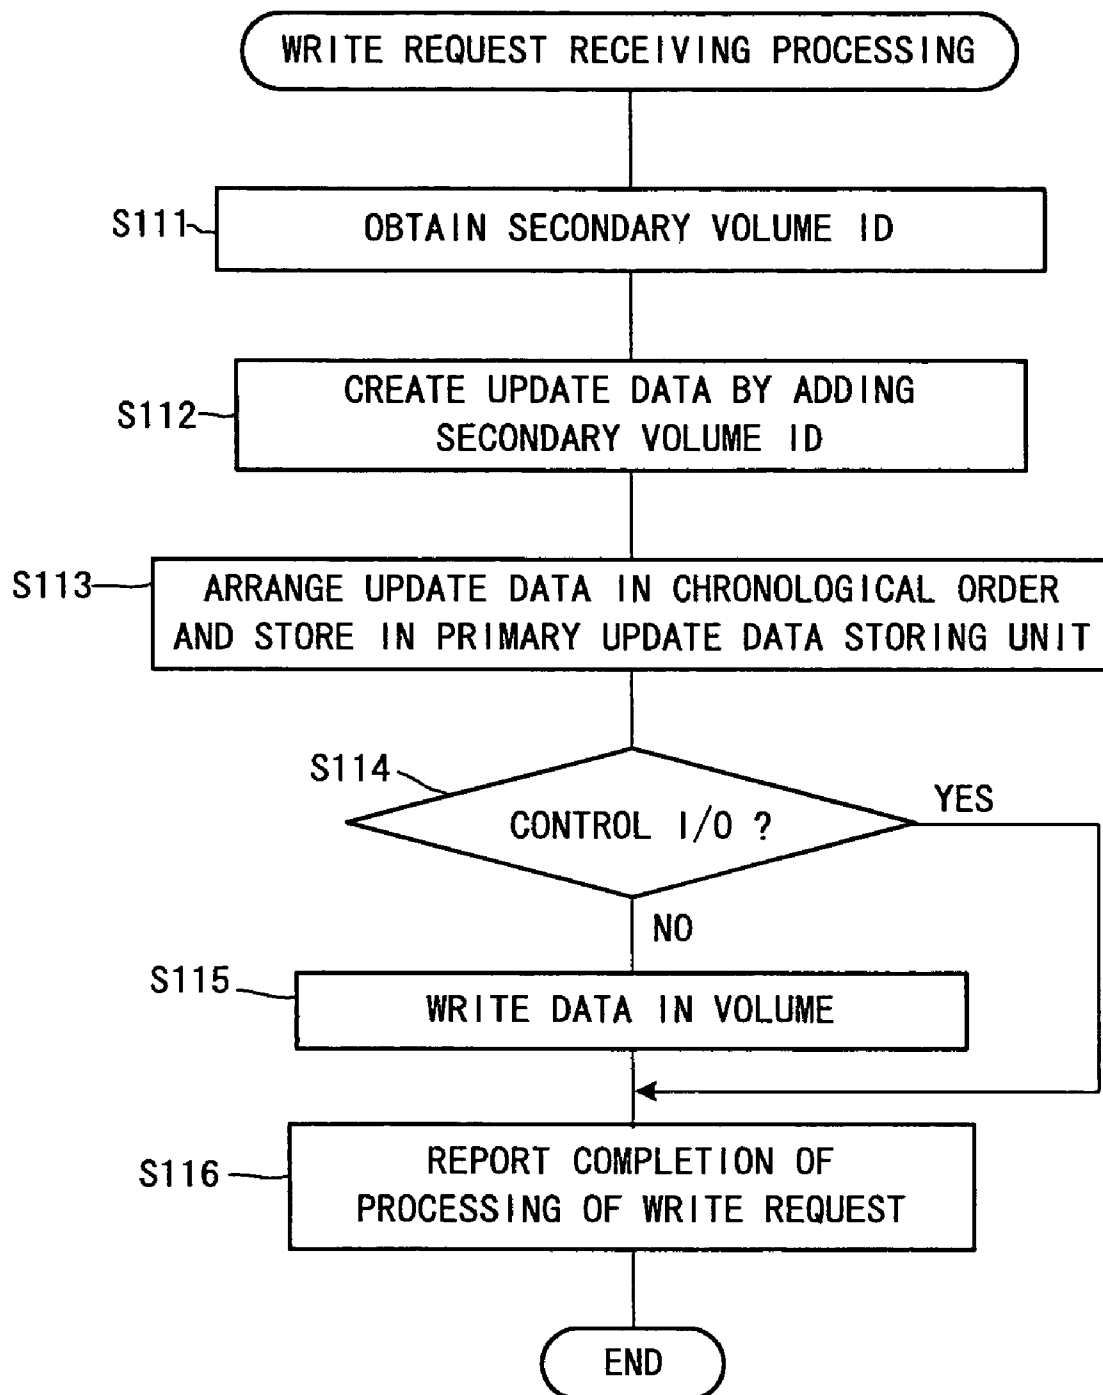 WRITE REQUEST RECEIVING PROCESSING
S111
OBTAIN SECONDARY VOLUME ID
S112
CREATE UPDATE DATA BY ADDING
SECONDARY VOLUME ID
S113
ARRANGE UPDATE DATA IN CHRONOLOGICAL ORDER
AND STORE IN PRIMARY UPDATE DATA STORING UNIT
S114
CONTROL I/O ?
YES
NO
S115
WRITE DATA IN VOLUME
S116
REPORT COMPLETION OF
PROCESSING OF WRITE REQUEST
END